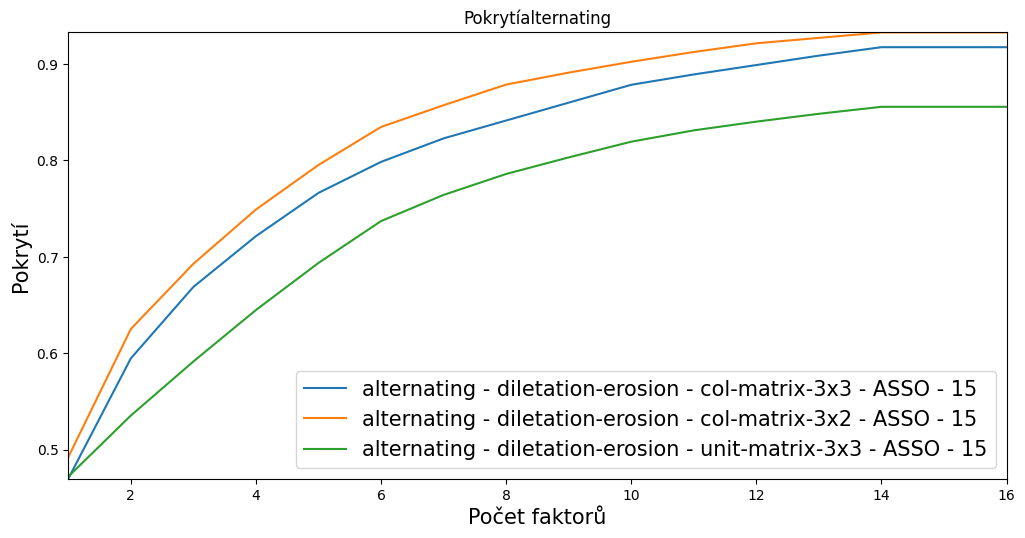 Pokrytíalternating
0.9
0.8
0.7
0.6
0.5
Pokrytí
alternating - diletation-erosion - col-matrix-3x3 - ASSO - 15
alternating - diletation-erosion - col-matrix-3x2 - ASSO - 15
alternating - diletation-erosion - unit-matrix-3x3 - ASSO - 15
2 4 6 8 10 12 14 16
Počet faktorů